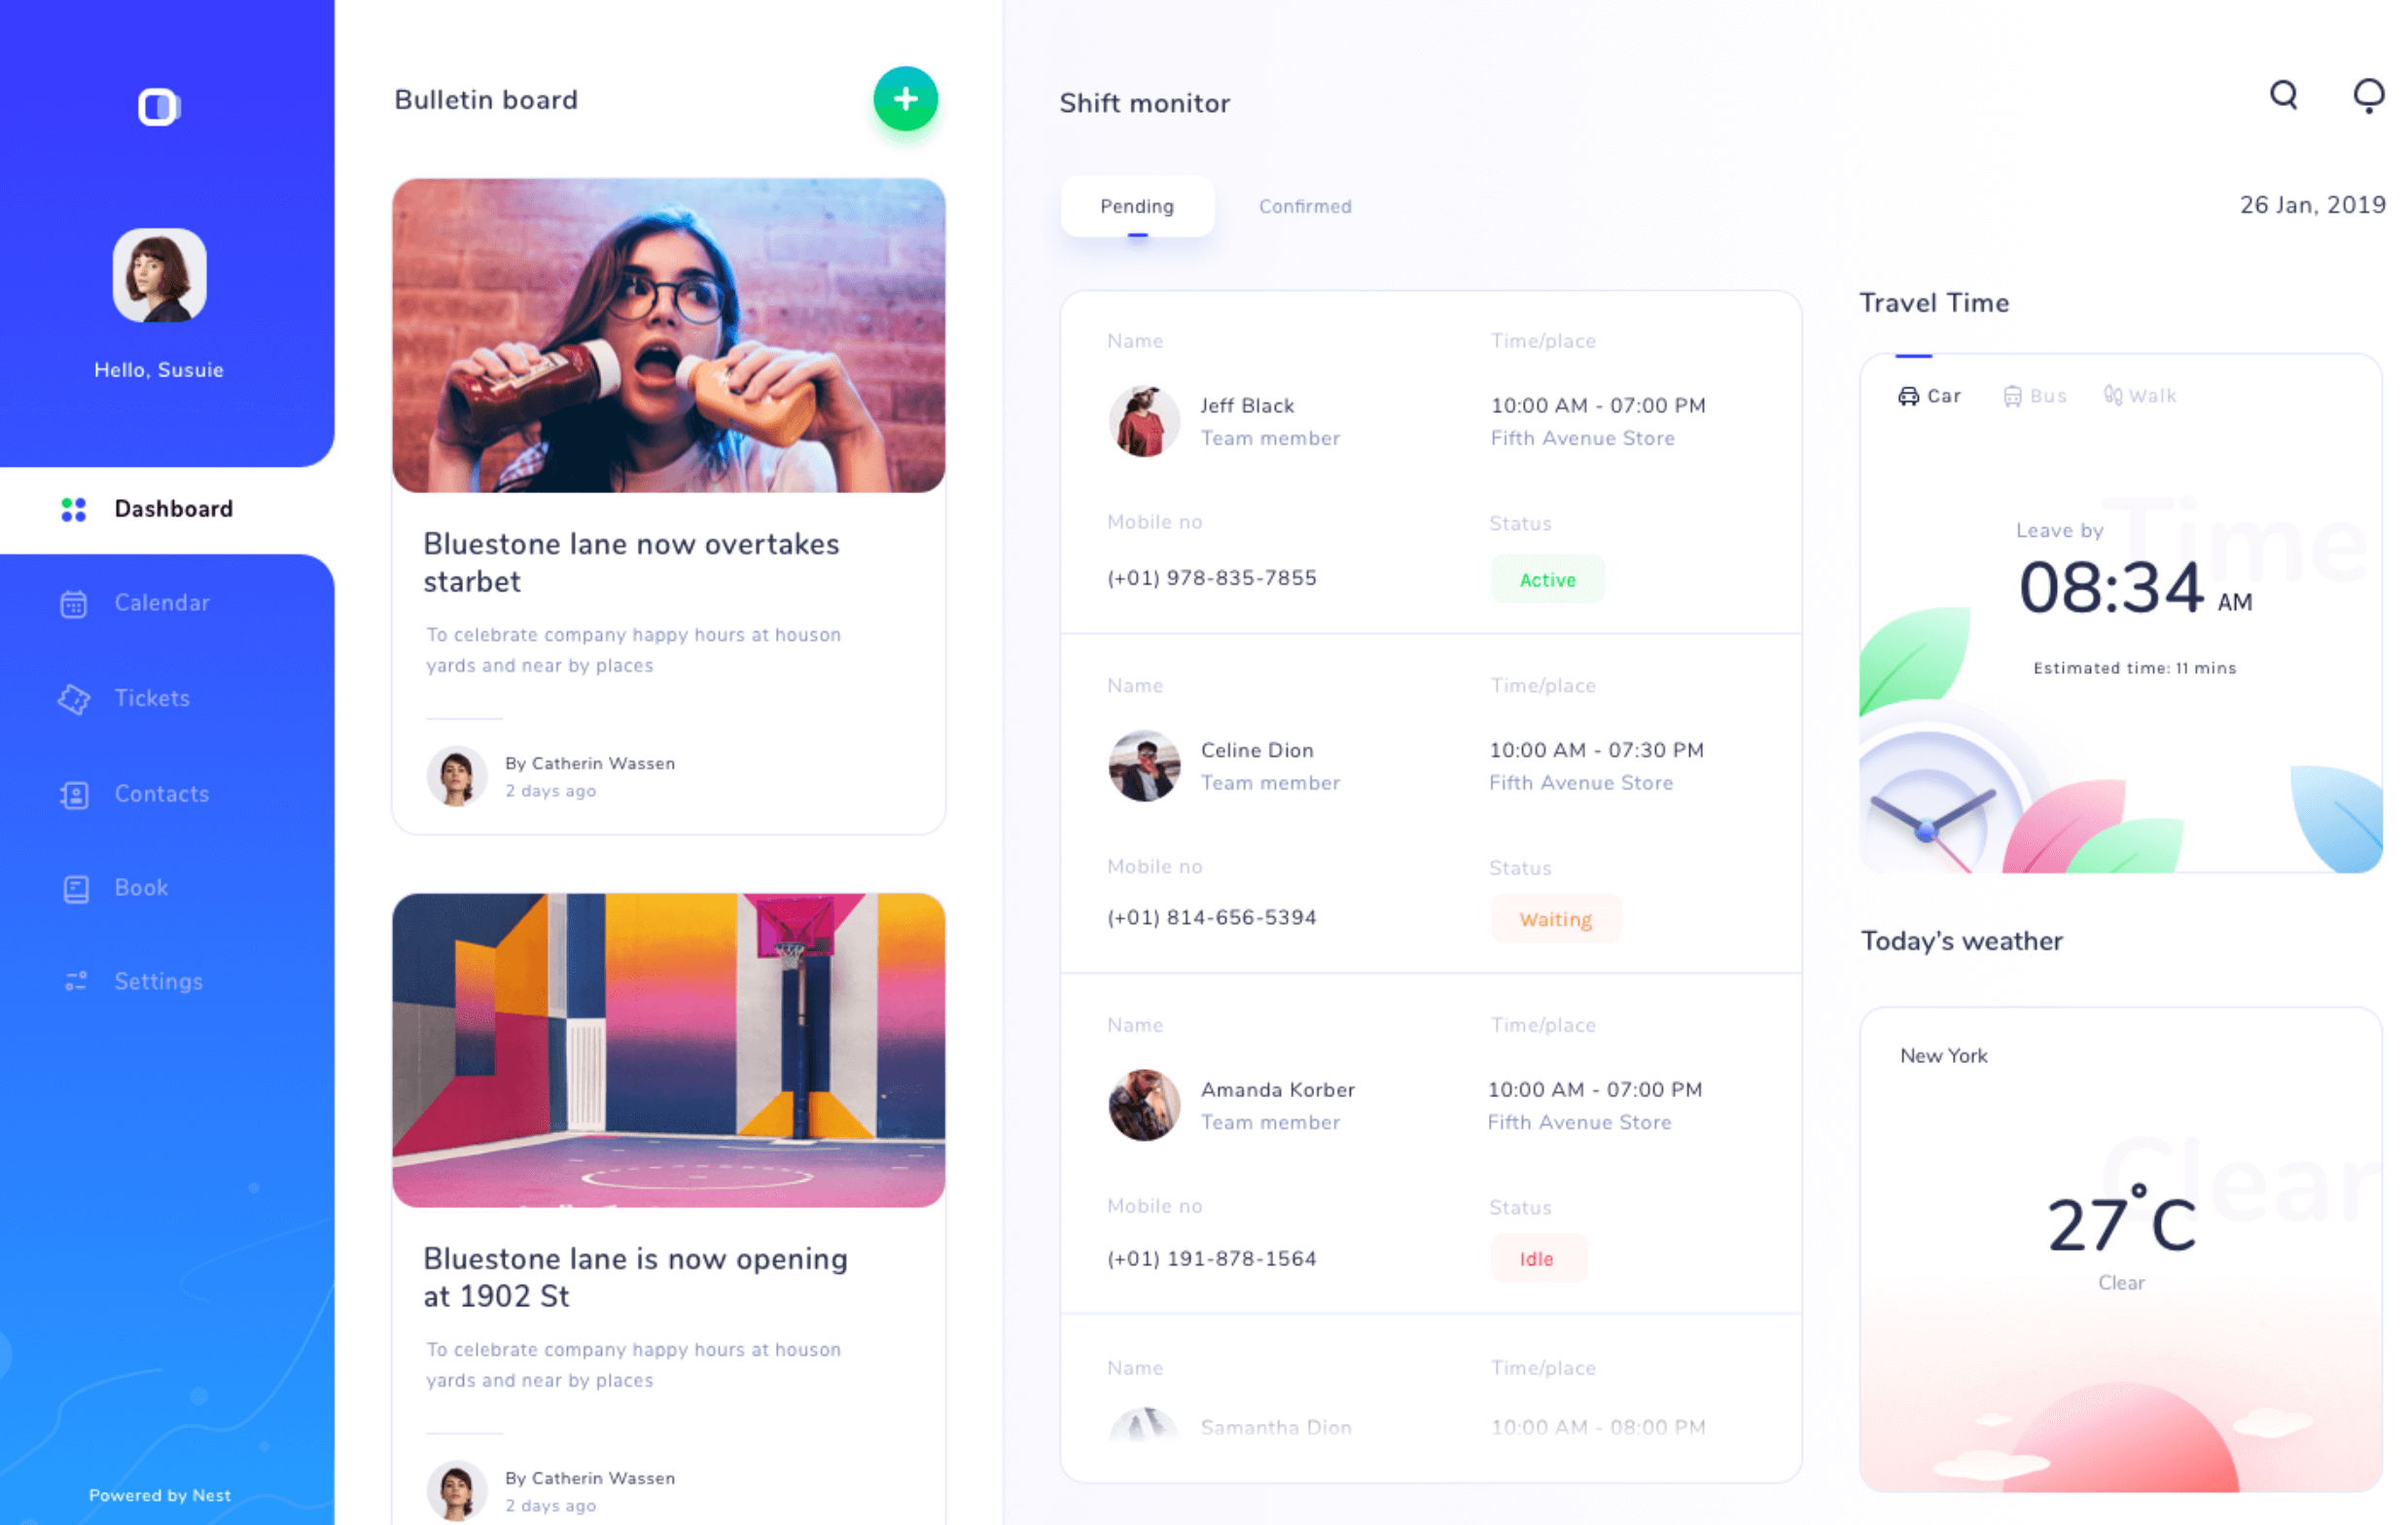 Hello, Susuie
Dashboard
Calendar
Tickets
Contacts
Book
Settings
Powered by Nest
Bulletin board
Bluestone lane now overtakes
starbet
To celebrate company happy hours at houson
yards and near by places
By Catherin Wassen
2 days ago
Bluestone lane is now opening
at 1902 St
To celebrate company happy hours at houson
yards and near by places
By Catherin Wassen
2 days ago
Shift monitor
Pending Confirmed
Name Time/place
Jeff Black 10:00 AM - 07:00 PM
Team member Fifth Avenue Store
Mobile no Status
(+01) 978-835-7855 Active
Name Time/place
Celine Dion 10:00 AM - 07:30 PM
Team member Fifth Avenue Store
Mobile no Status
(+01) 814-656-5394 Waiting
Name Time/place
Amanda Korber 10:00 AM - 07:00 PM
Team member Fifth Avenue Store
Mobile no Status
(+01) 191-878-1564 Idle
Name Time/place
Samantha Dion 10:00 AM - 08:00 PM
26 Jan, 2019
Travel Time
Car Bus Walk
Time
Leave by
08:34 AM
Estimated time: 11 mins
Today's weather
New York
Clear
27°C
Clear